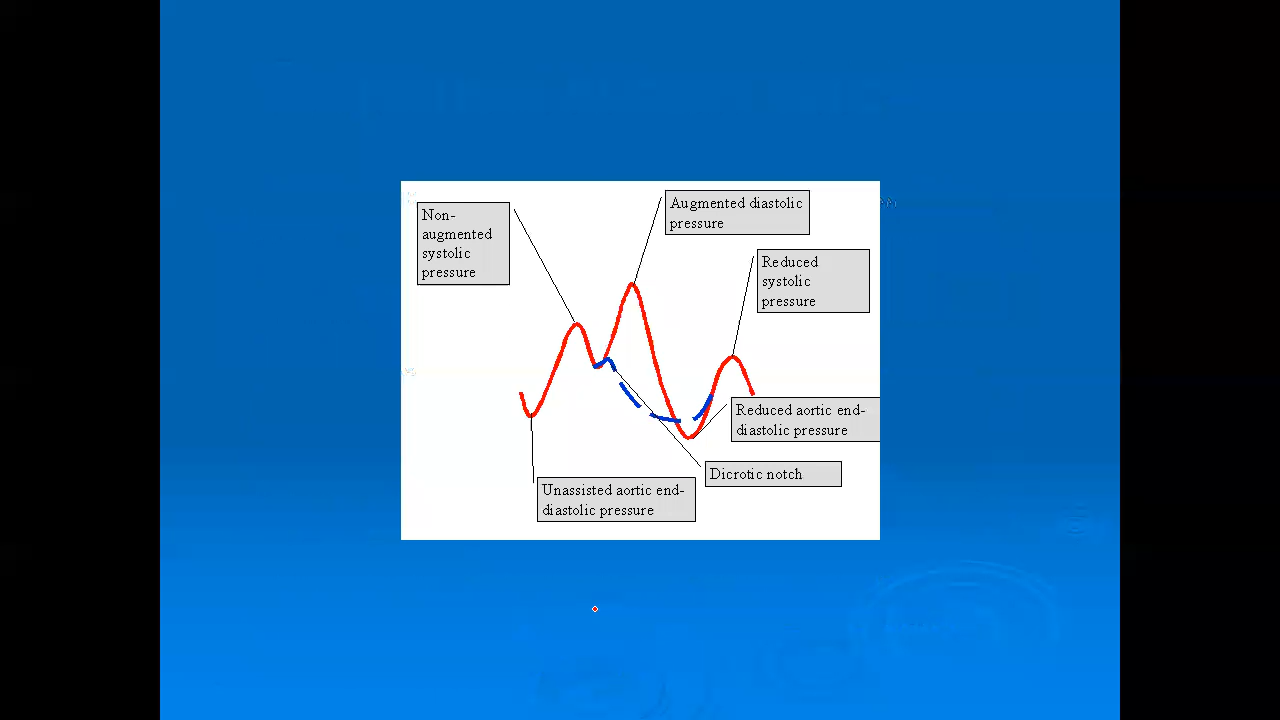 Non-
augmented
systolic
pressure
Augmented diastolic
pressure
Reduced
systolic
pressure
Reduced aortic end-
diastolic pressure
Dicrotic notch
Unassisted aortic end-
diastolic pressure